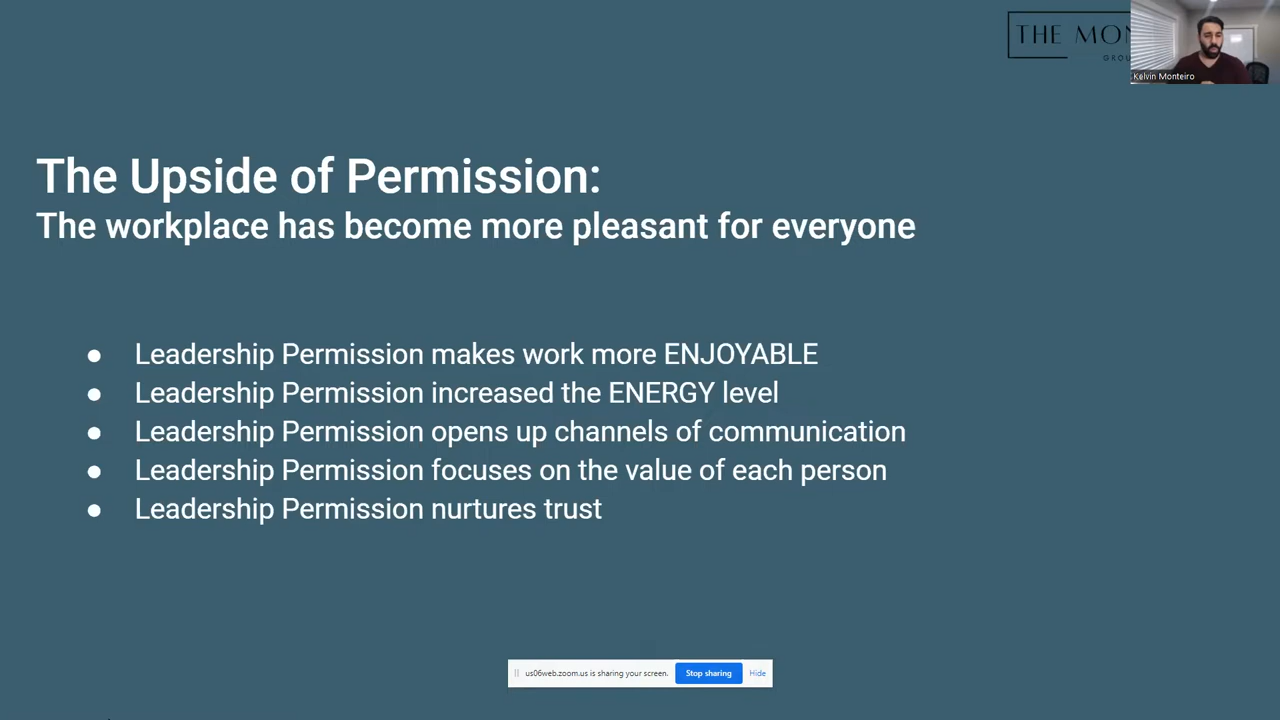 THE MON
GROU
Kelvin Monteiro
The Upside of Permission:
The workplace has become more pleasant for everyone
● Leadership Permission makes work more ENJOYABLE
● Leadership Permission increased the ENERGY level
● Leadership Permission opens up channels of communication
● Leadership Permission focuses on the value of each person
● Leadership Permission nurtures trust
us06web.zoom.us is sharing your screen. Stop sharing Hide